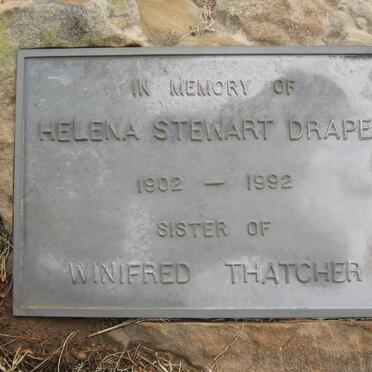 IN MEMORY OF
HELENA STEWART DRAPE
1902 — 1992
SISTER OF
WINIFRED THATCHER